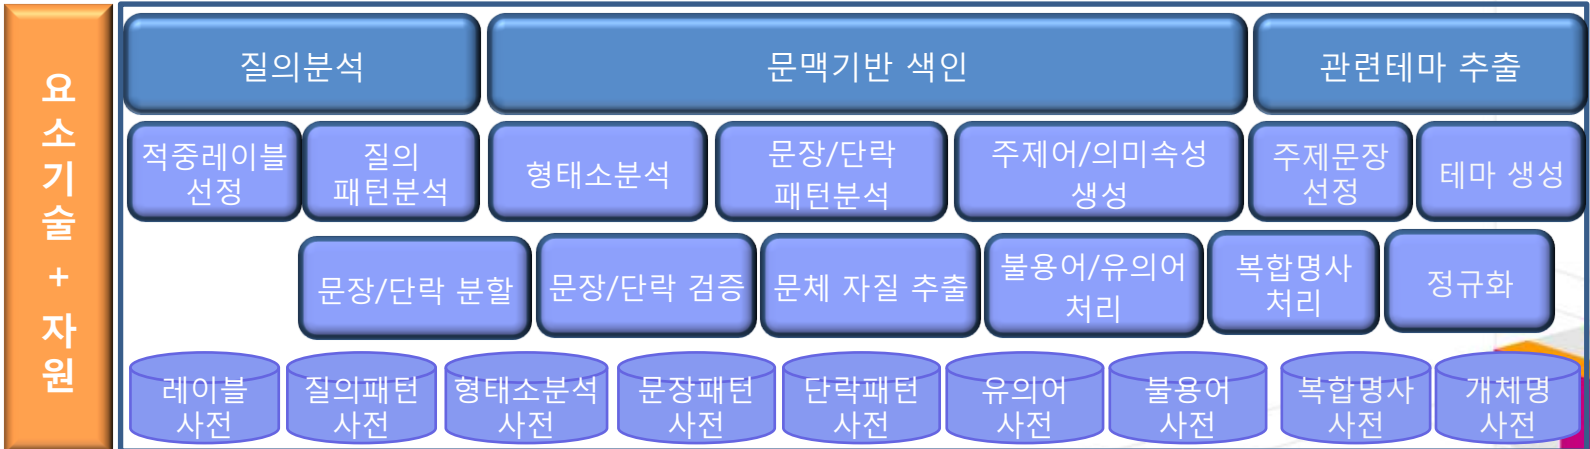 요소기술 + 자원
질의분석
문맥기반 색인
관련테마 추출
적중레이블
선정
질의
패턴분석
형태소분석
문장/단락
패턴분석
주제어/의미속성
생성
주제문장
선정
테마 생성
문장/단락 분할
문장/단락 검증
문체 자질 추출
불용어/유의어
처리
복합명사
처리
정규화
레이블
사전
질의패턴
사전
형태소분석
사전
문장패턴
사전
단락패턴
사전
유의어
사전
불용어
사전
복합명사
사전
개체명
사전